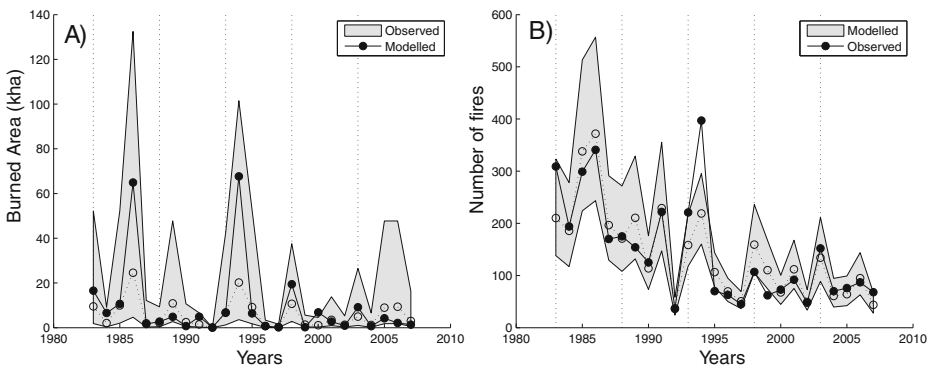 A)
Observed
Modelled
Burned Area (kha)
140
120
100
80
60
40
20
0
1980
1985
1990
1995
2000
2005
2010
Years
B)
Modelled
Observed
Number of fires
600
500
400
300
200
100
0
1980
1985
1990
1995
2000
2005
2010
Years